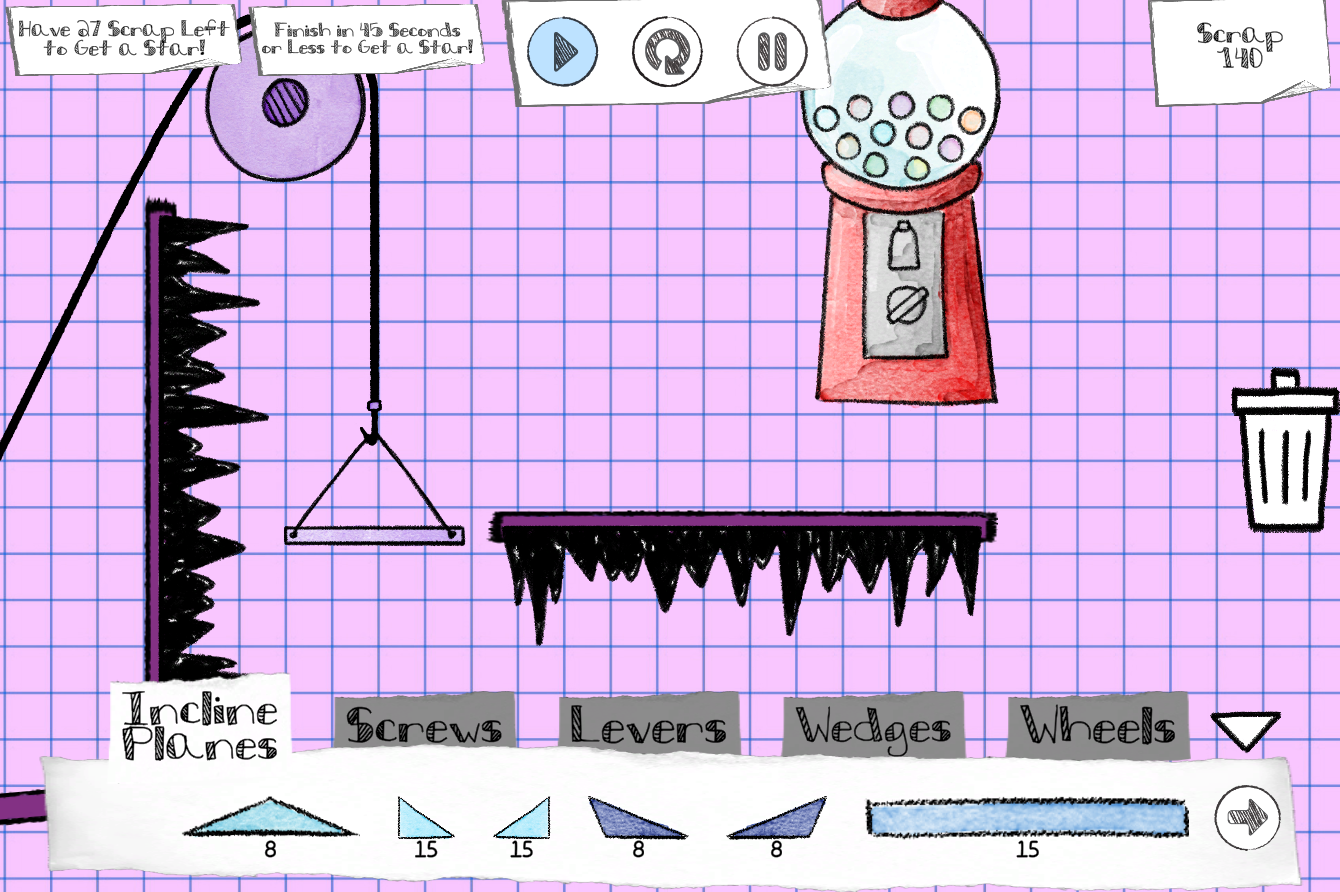 Have 27 Scrap Left
to Get a Star!
Finish in 45 Seconds
or Less to Get a Star!
Scrap
140
Incline
Planes
Screws
Levers
Wedges
Wheels
8
15
15
8
8
15